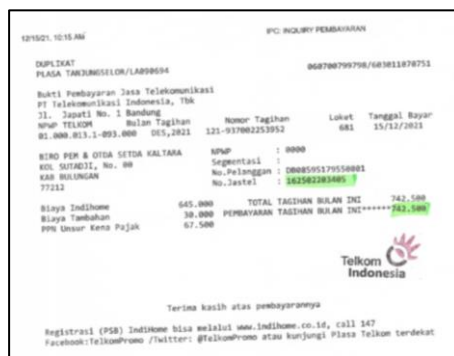 12/15/21, 10:15 AM IPC: INQUIRY PEMBAYARAN
DUPLIKAT
PLASA TANJUNGSELOR/LA090694 060700799798/603011070751
Bukti Pembayaran Jasa Telekomunikasi
PT Telekomunikasi Indonesia, Tbk
Jl. Japati No. 1 Bandung
NPWP TELKOM Bulan Tagihan Nomor Tagihan Loket Tanggal Bayar
01.000.013.1-093.000 DES,2021 121-937002253952 681 15/12/2021
BIRO PEM & OTDA SETDA KALTARA NPWP : 0000
KOL SUTADJI, No. 00 Segmentasi :
KAB BULUNGAN No.Pelanggan : DB08595179550001
77212 No.Jastel : 162502203405
Biaya Indihome 645.000 TOTAL TAGIHAN BULAN INI 742.500
Biaya Tambahan 30.000 PEMBAYARAN TAGIHAN BULAN INI******742.500
PPN Unsur Kena Pajak 67.500
Telkom
Indonesia
Terima kasih atas pembayarannya
Registrasi (PSB) IndiHome bisa melalui www.indihome.co.id, call 147
Facebook:TelkomPromo /Twitter: @TelkomPromo atau kunjungi Plasa Telkom terdekat